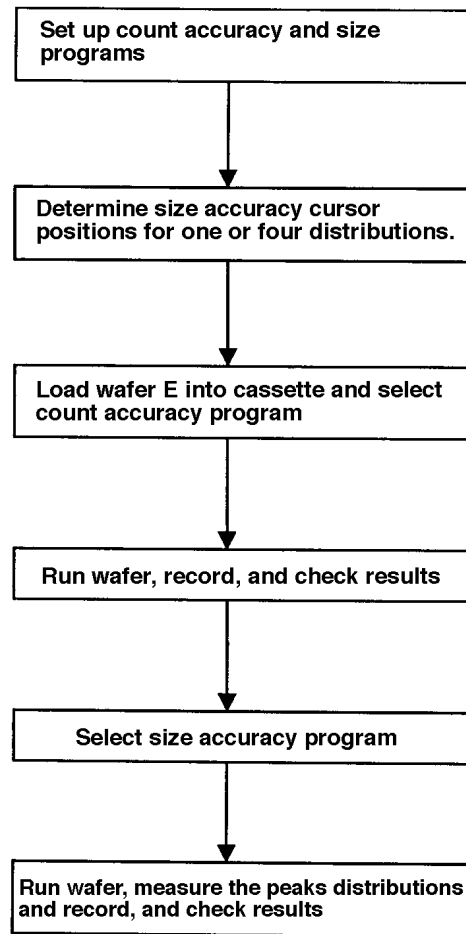 Set up count accuracy and size
programs
Determine size accuracy cursor
positions for one or four distributions.
Load wafer E into cassette and select
count accuracy program
Run wafer, record, and check results
Select size accuracy program
Run wafer, measure the peaks distributions
and record, and check results